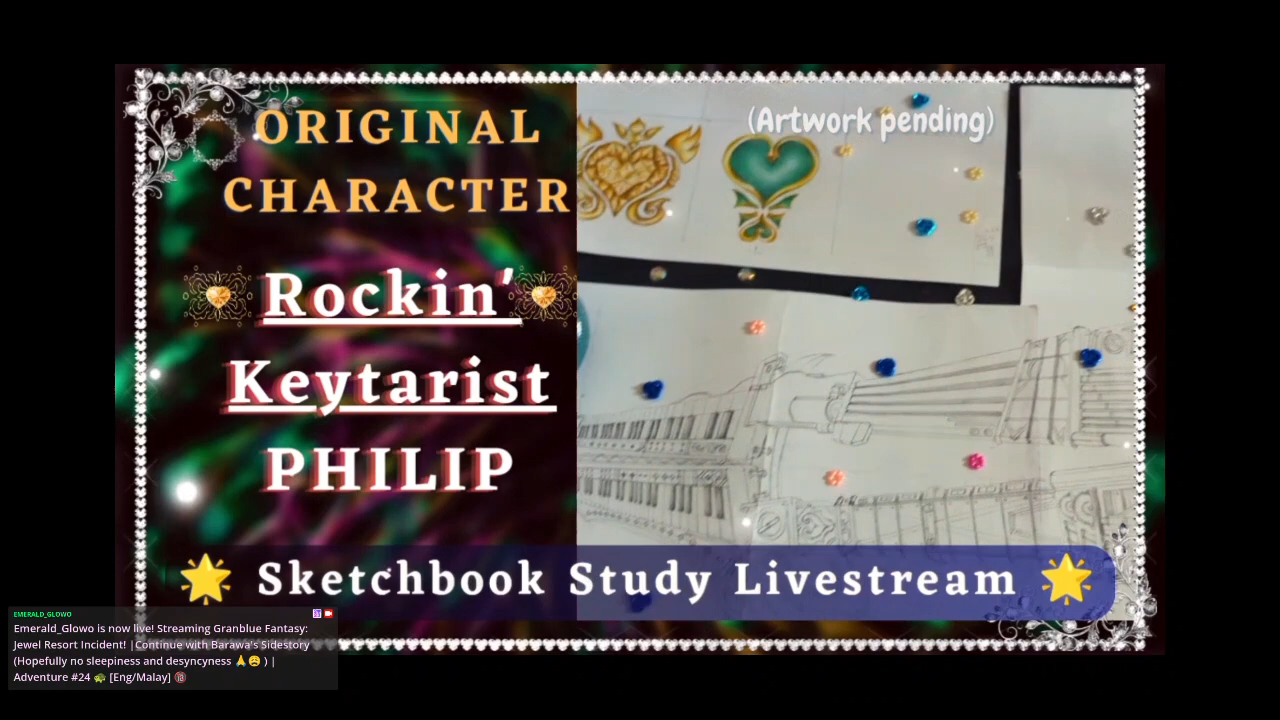 ORIGINAL
CHARACTER
(Artwork pending)
Rockin'
Keytarist
PHILIP
🌟 Sketchbook Study Livestream 🌟
EMERALD_GLOWO
Emerald_Glowo is now live! Streaming Granblue Fantasy:
Jewel Resort Incident! |Continue with Barawa's Sidestory
(Hopefully no sleepiness and desyncyness 🙏😩 ) |
Adventure #24 🐢 [Eng/Malay] 🔞